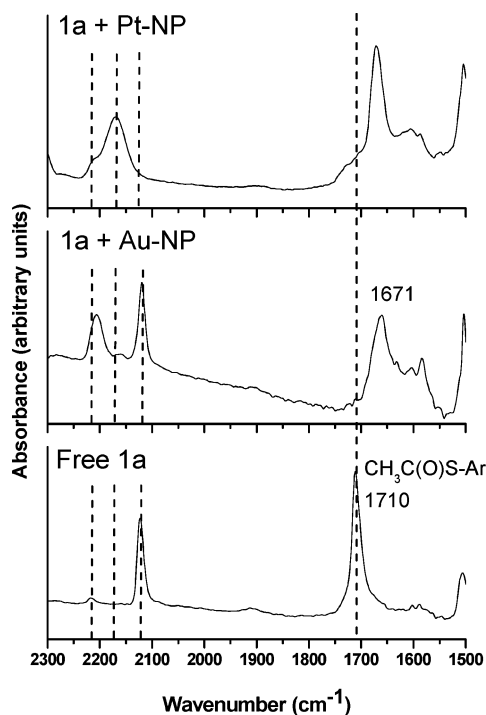 1a + Pt-NP
1a + Au-NP
1671
Absorbance (arbitrary units)
Free 1a
CH₃C(O)S-Ar
1710
2300 2200 2100 2000 1900 1800 1700 1600 1500
Wavenumber (cm⁻¹)